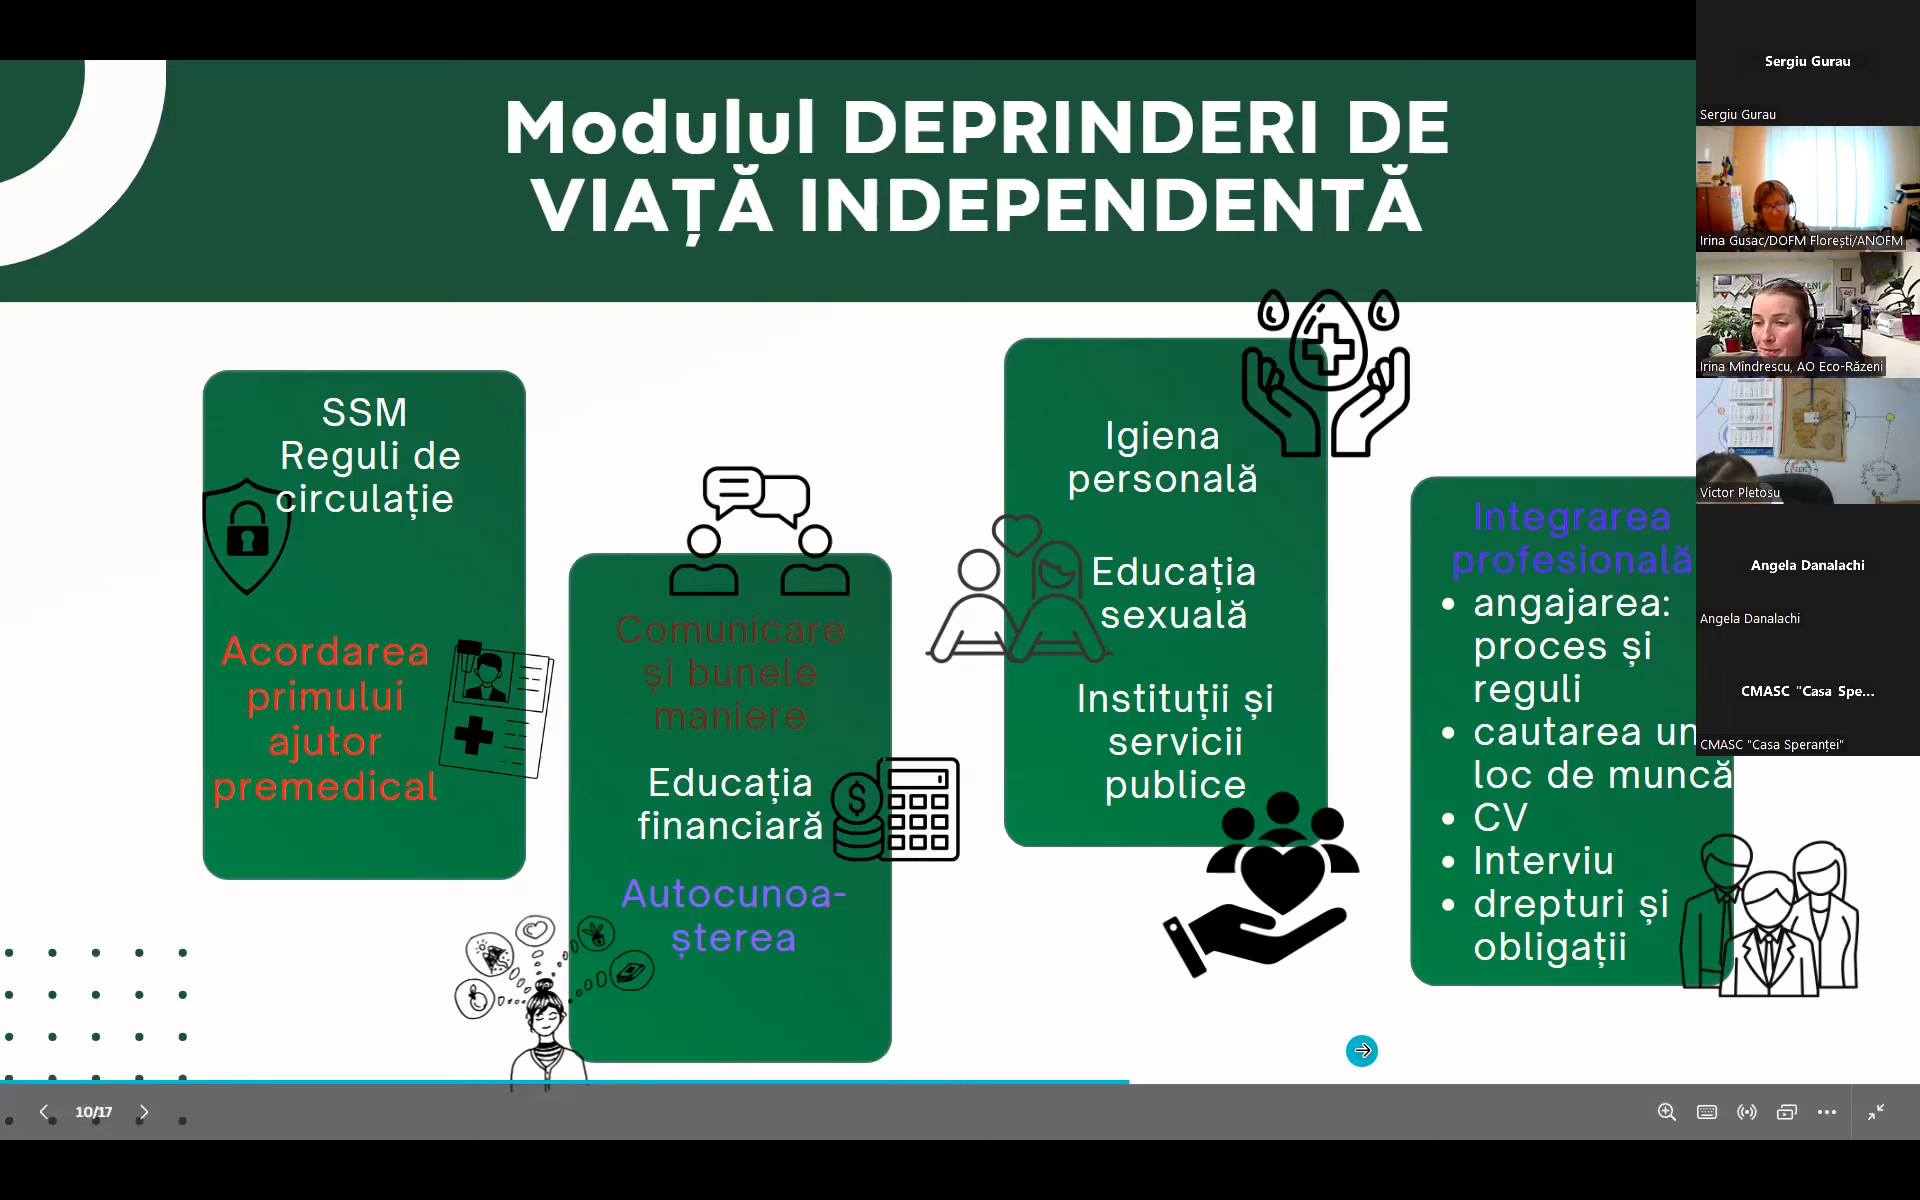 Modulul DEPRINDERI DE
VIAȚĂ INDEPENDENTĂ
SSM
Reguli de
circulație
Acordarea
primului
ajutor
premedical
Comunicare
și bunele
maniere
Educația
financiară
Autocunoa-
șterea
Igiena
personală
Educația
sexuală
Instituții și
servicii
publice
Integrarea
profesională
• angajarea:
proces și
reguli
• cautarea un
loc de muncă
• CV
• Interviu
• drepturi și
obligații
10/17
Sergiu Gurau
Sergiu Gurau
Irina Gusac/DOFM Florești/ANOFM
Irina Mîndrescu, AO Eco-Răzeni
Victor Pletosu
Angela Danalachi
Angela Danalachi
CMASC "Casa Spe...
CMASC "Casa Speranței"